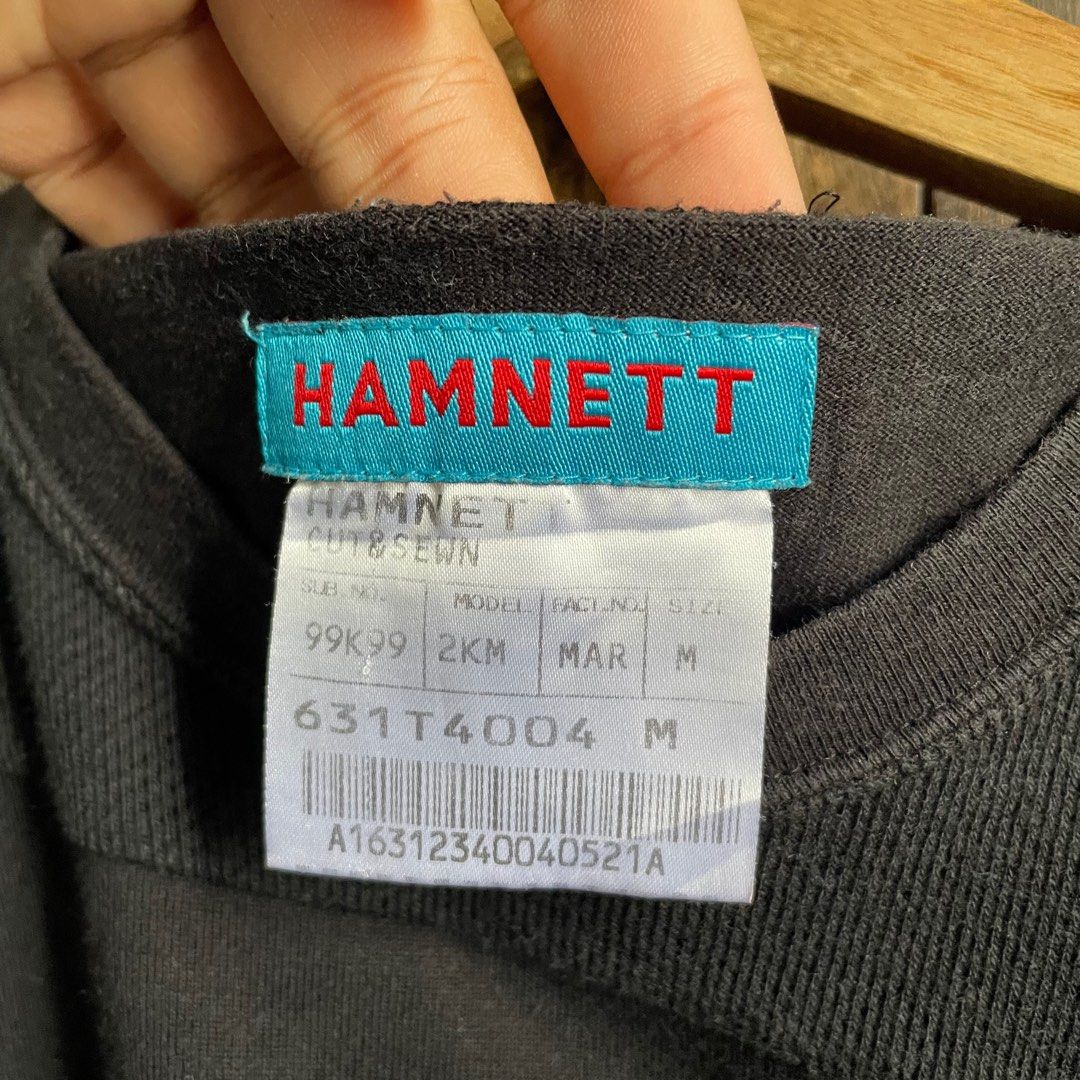 HAMNETT
HAMNETT
CUT&SEWN
SUB NO. MODEL FACT.NO. SIZE
99K99 2KM MAR M
631T4004 M
A16312340040521A